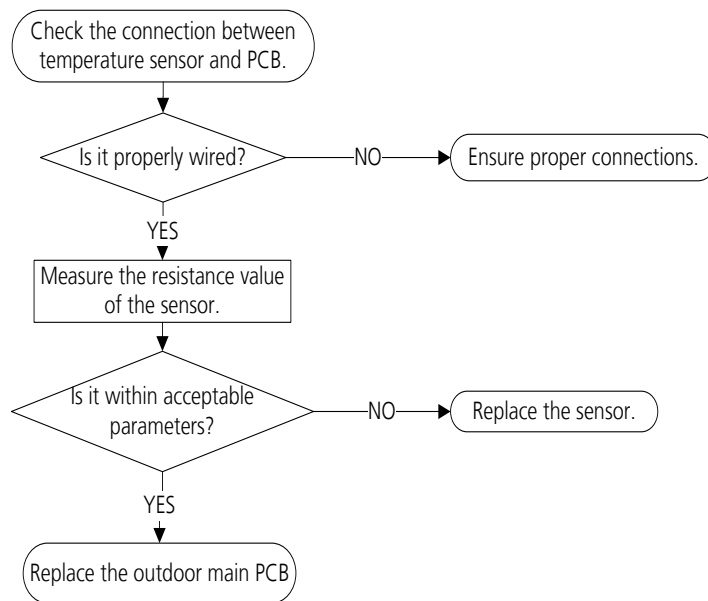 Check the connection between
temperature sensor and PCB.
Is it properly wired?
NO
Ensure proper connections.
YES
Measure the resistance value
of the sensor.
Is it within acceptable
parameters?
NO
Replace the sensor.
YES
Replace the outdoor main PCB